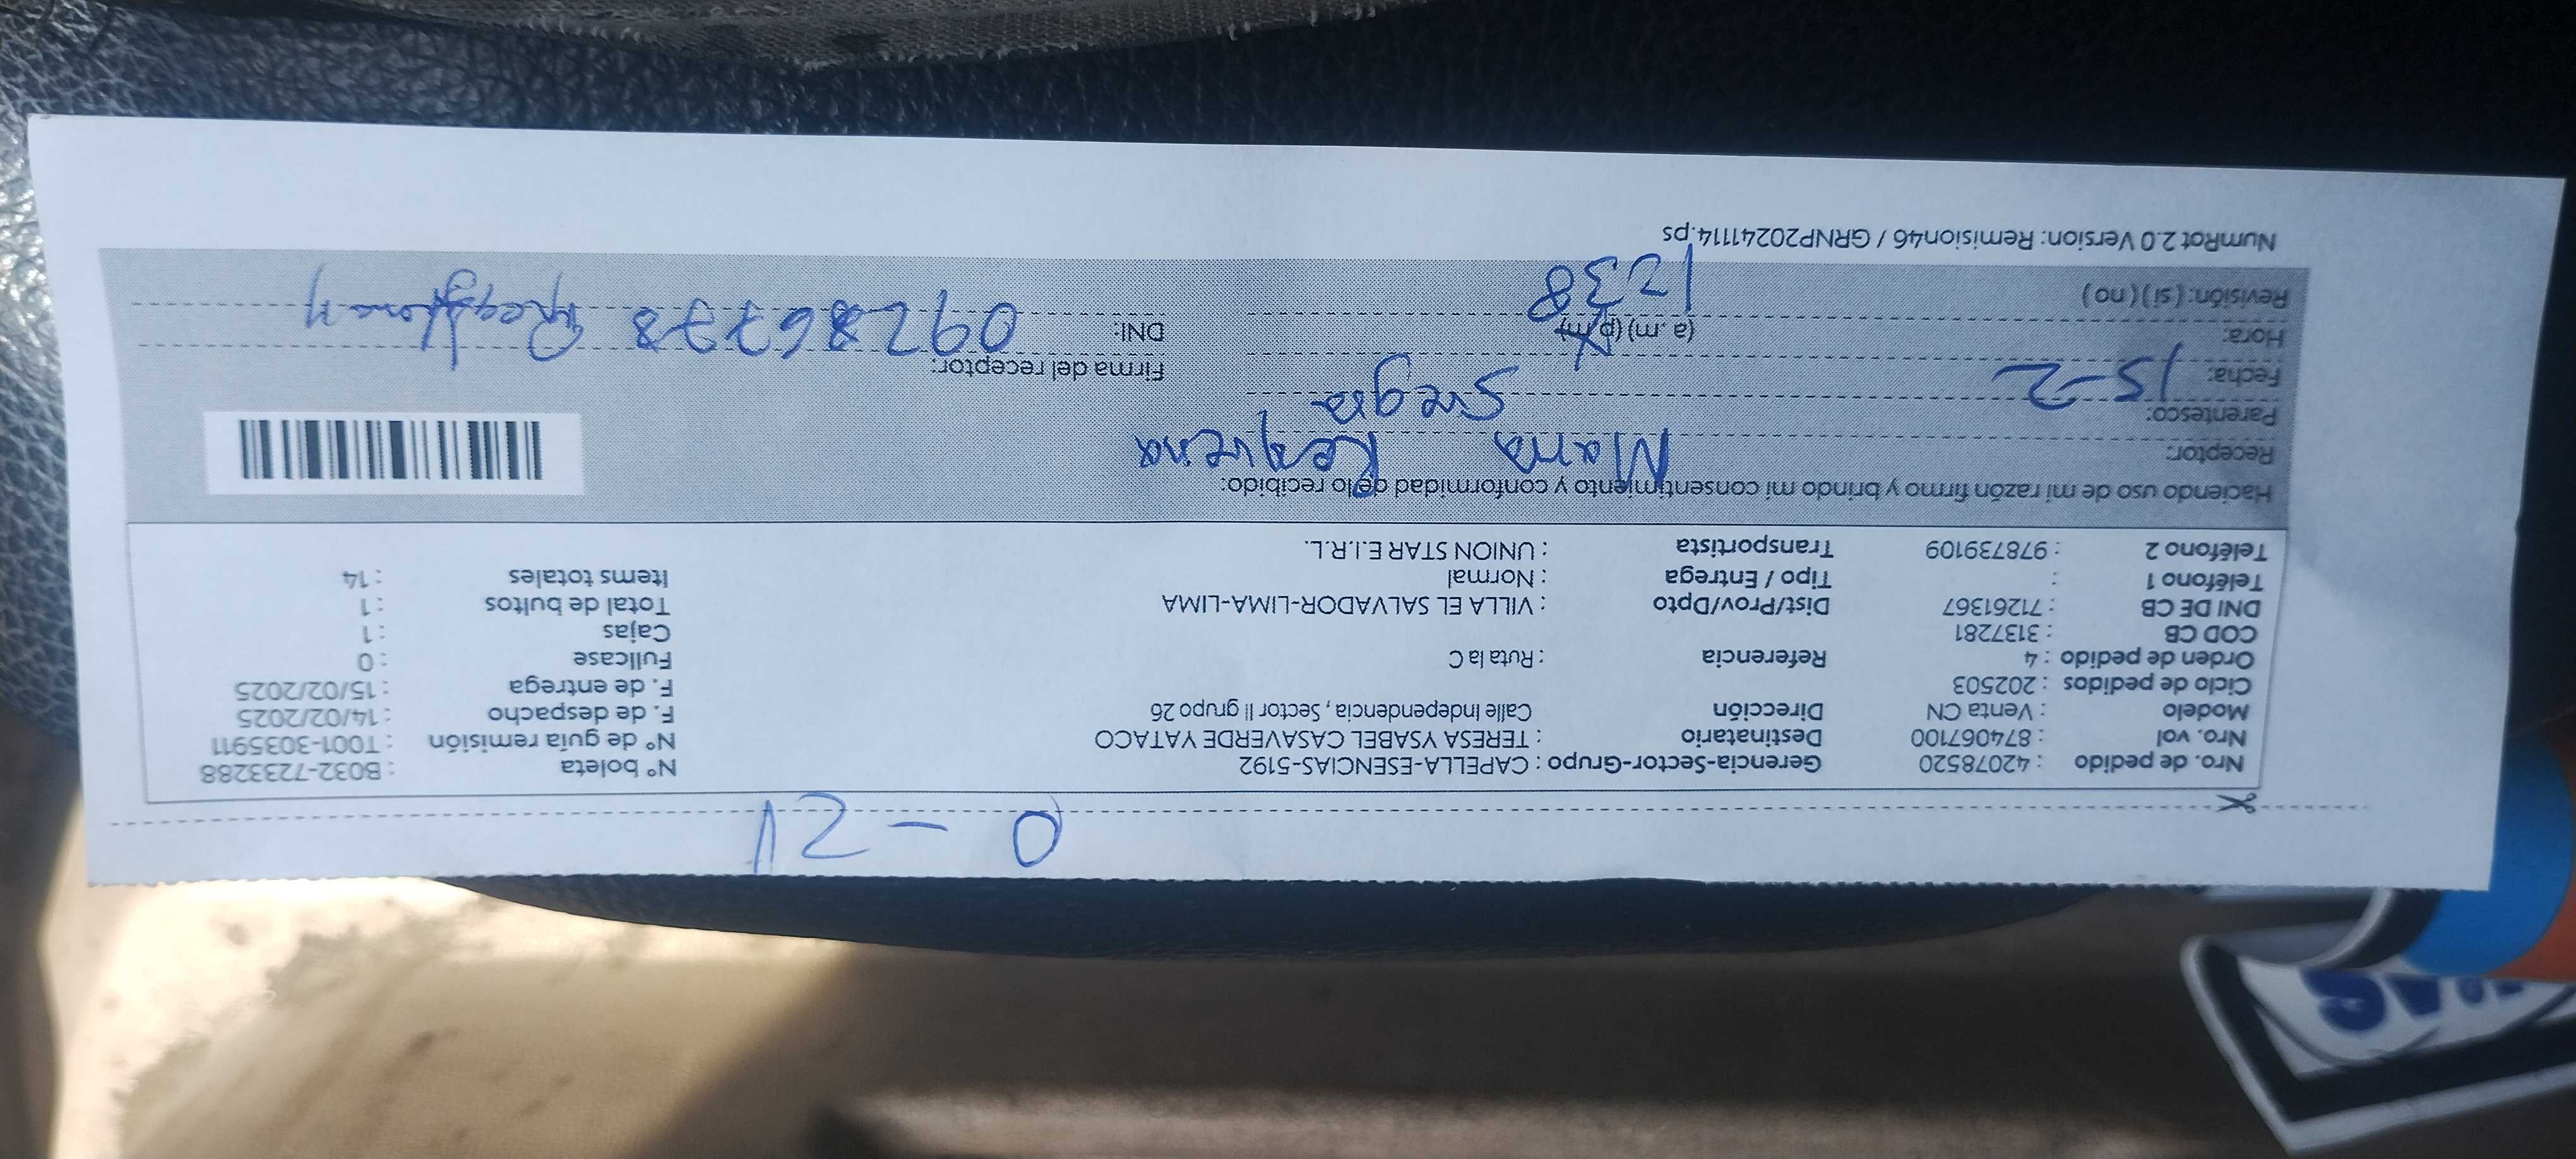 0 - 21
Nro. de pedido : 42078520 Gerencia-Sector-Grupo : CAPELLA-ESENCIAS-5192 N° boleta : B032-7233288
Nro. vol : 874067100 Destinatario : TERESA YSABEL CASAVERDE YATACO N° de guía remisión : T001-3035911
Modelo : Venta CN Dirección Calle Independencia , Sector II grupo 26 F. de despacho : 14/02/2025
Ciclo de pedidos : 202503 F. de entrega : 15/02/2025
Orden de pedido : 4 Referencia : Ruta la C Fullcase : 0
COD CB : 3137281 Cajas : 1
DNI DE CB : 71261367 Dist/Prov/Dpto : VILLA EL SALVADOR-LIMA-LIMA Total de bultos : 1
Teléfono 1 : Tipo / Entrega : Normal Items totales : 14
Teléfono 2 : 978739109 Transportista : UNION STAR E.I.R.L.
Haciendo uso de mi razón firmo y brindo mi consentimiento y conformidad de lo recibido:
Receptor: Maria Requena
Parentesco: Suegra
Fecha: 15-2 Firma del receptor:
Hora: 1238 (a. m) (p. m) DNI: 09286778
Revisión: ( si ) ( no )
NumRot 2.0 Version: Remision46 / GRNP20241114.ps